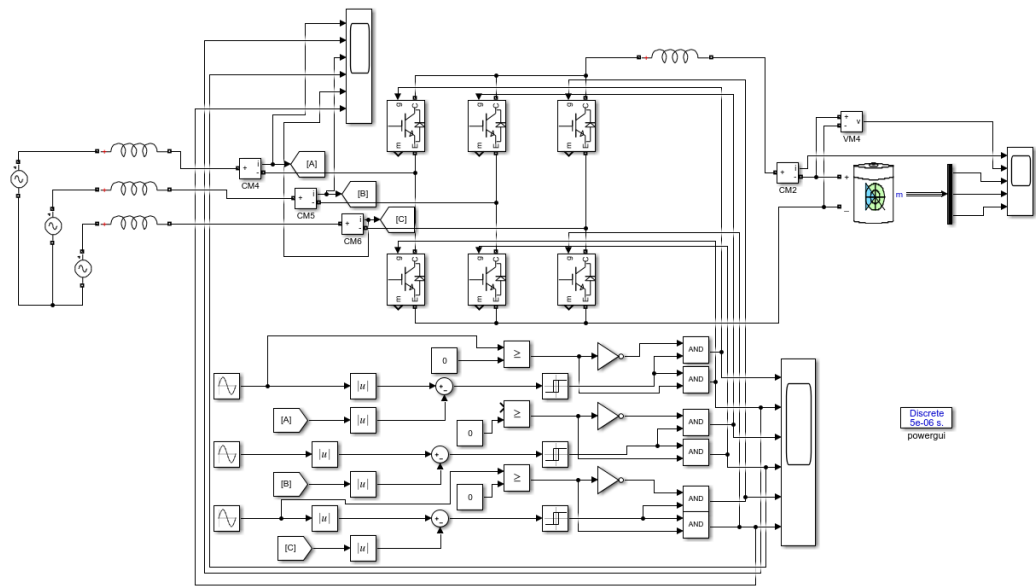 g C
m E
g C
m E
g C
m E
+ i
-
CM4
[A]
+ i
-
CM5
[B]
+ i
-
CM6
[C]
+
- v
VM4
+ i
-
CM2
+
m
-
g C
m E
g C
m E
g C
m E
0
≥
AND
|u|
+
-
AND
[A]
|u|
0
≥
AND
|u|
+
-
AND
[B]
|u|
0
≥
AND
|u|
+
-
AND
[C]
|u|
Discrete
5e-06 s.
powergui